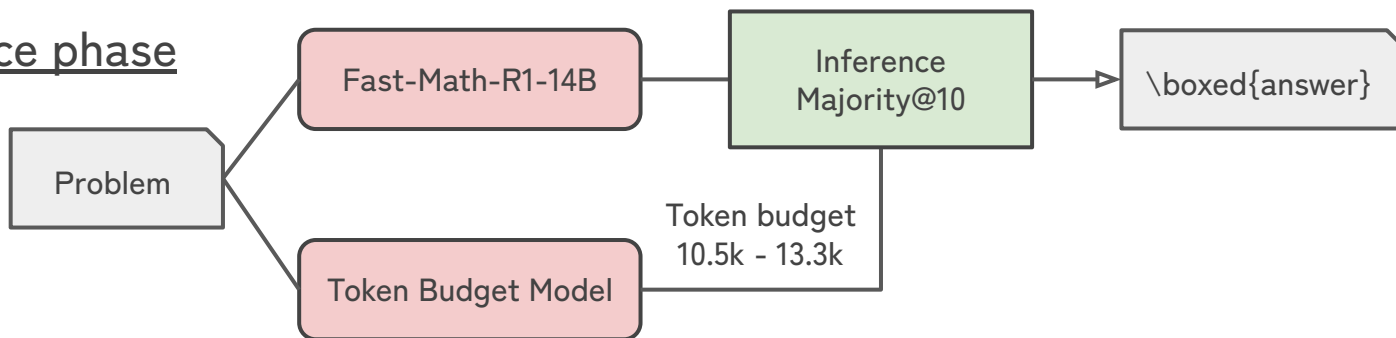 ce phase
Fast-Math-R1-14B
Inference
Majority@10
\boxed{answer}
Problem
Token budget
10.5k - 13.3k
Token Budget Model